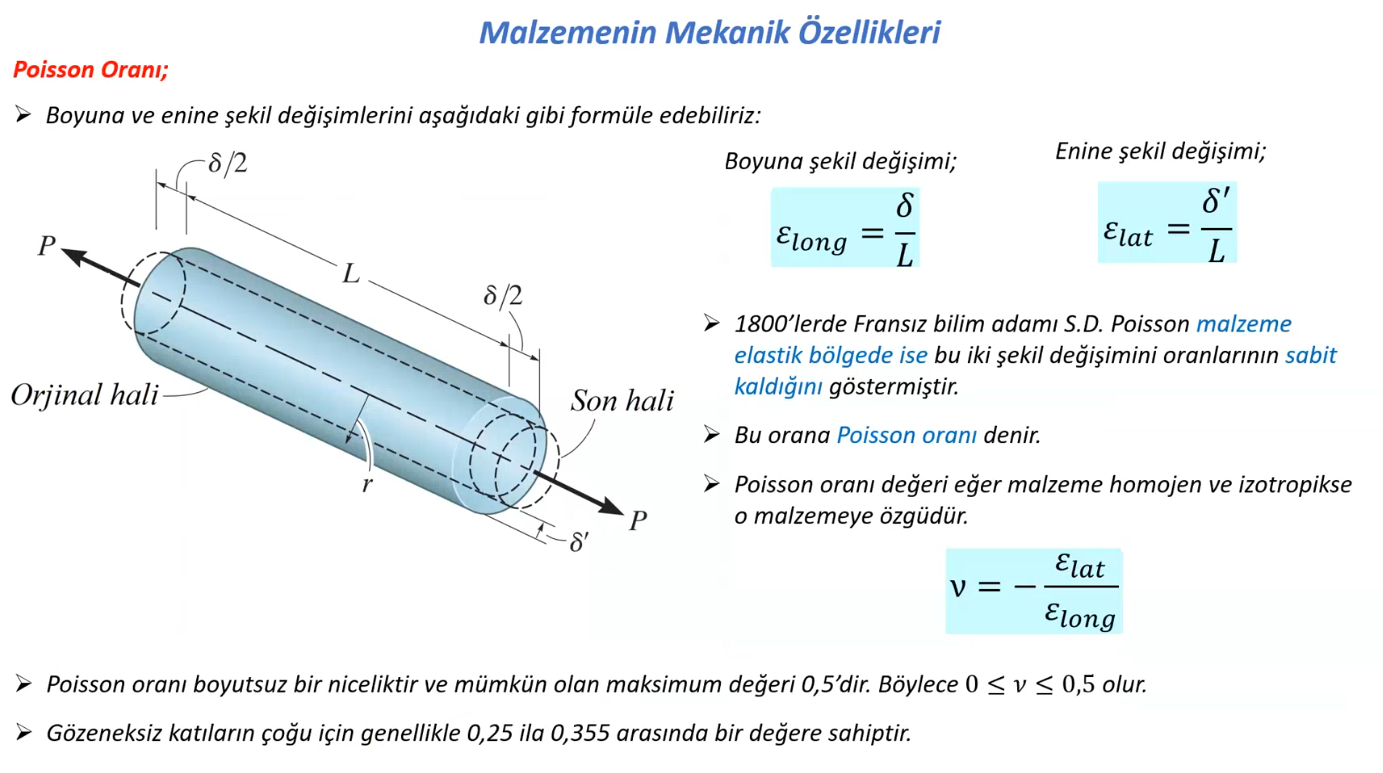 Malzemenin Mekanik Özellikleri
Poisson Oranı;
➢ Boyuna ve enine şekil değişimlerini aşağıdaki gibi formüle edebiliriz:
δ/2
L
δ/2
P
Orjinal hali
Son hali
r
P
δ'
Boyuna şekil değişimi;
ε_long = δ/L
Enine şekil değişimi;
ε_lat = δ'/L
➢ 1800’lerde Fransız bilim adamı S.D. Poisson malzeme
elastik bölgede ise bu iki şekil değişimini oranlarının sabit
kaldığını göstermiştir.
➢ Bu orana Poisson oranı denir.
➢ Poisson oranı değeri eğer malzeme homojen ve izotropikse
o malzemeye özgüdür.
ν = − ε_lat/ε_long
➢ Poisson oranı boyutsuz bir niceliktir ve mümkün olan maksimum değeri 0,5’dir. Böylece 0 ≤ ν ≤ 0,5 olur.
➢ Gözeneksiz katıların çoğu için genellikle 0,25 ila 0,355 arasında bir değere sahiptir.